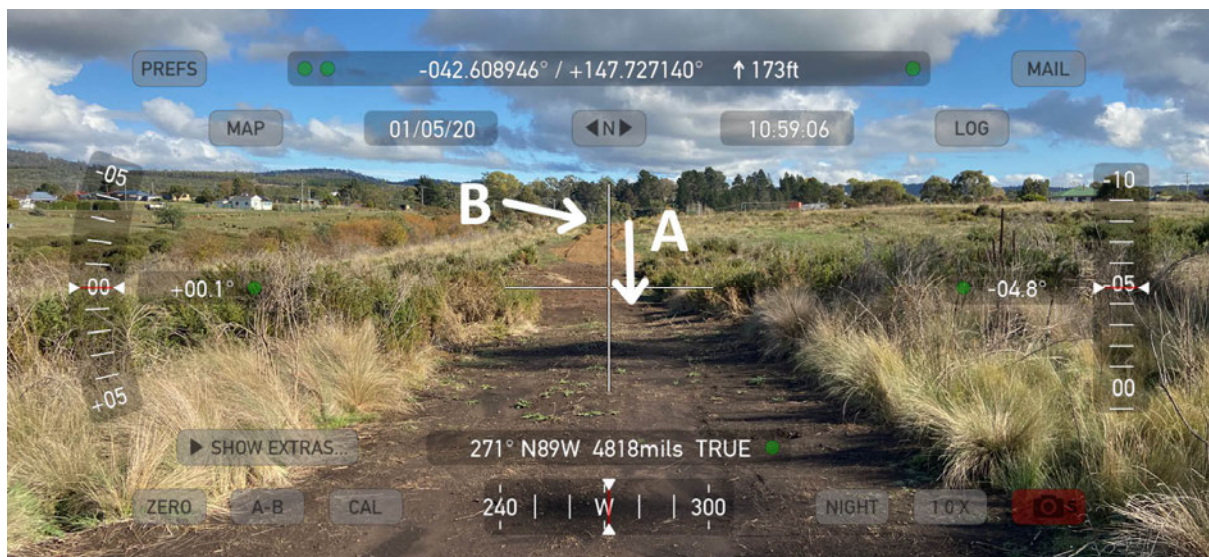 PREFS
-042.608946° / +147.727140° ↑ 173ft
MAIL
MAP
01/05/20
◀N▶
10:59:06
LOG
-05
-10
B
A
00
+00.1°
-4.8°
-05
+05
00
▶ SHOW EXTRAS...
271° N89W 4818mils TRUE
ZERO
A-B
CAL
240
W
300
NIGHT
1.0 X
S